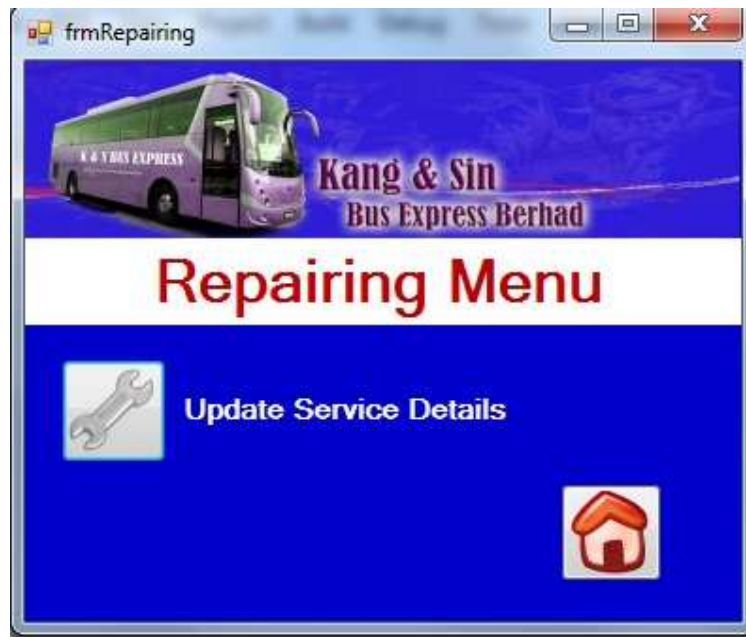 frmRepairing
K & S BUS EXPRESS
Kang & Sin
Bus Express Berhad
Repairing Menu
Update Service Details